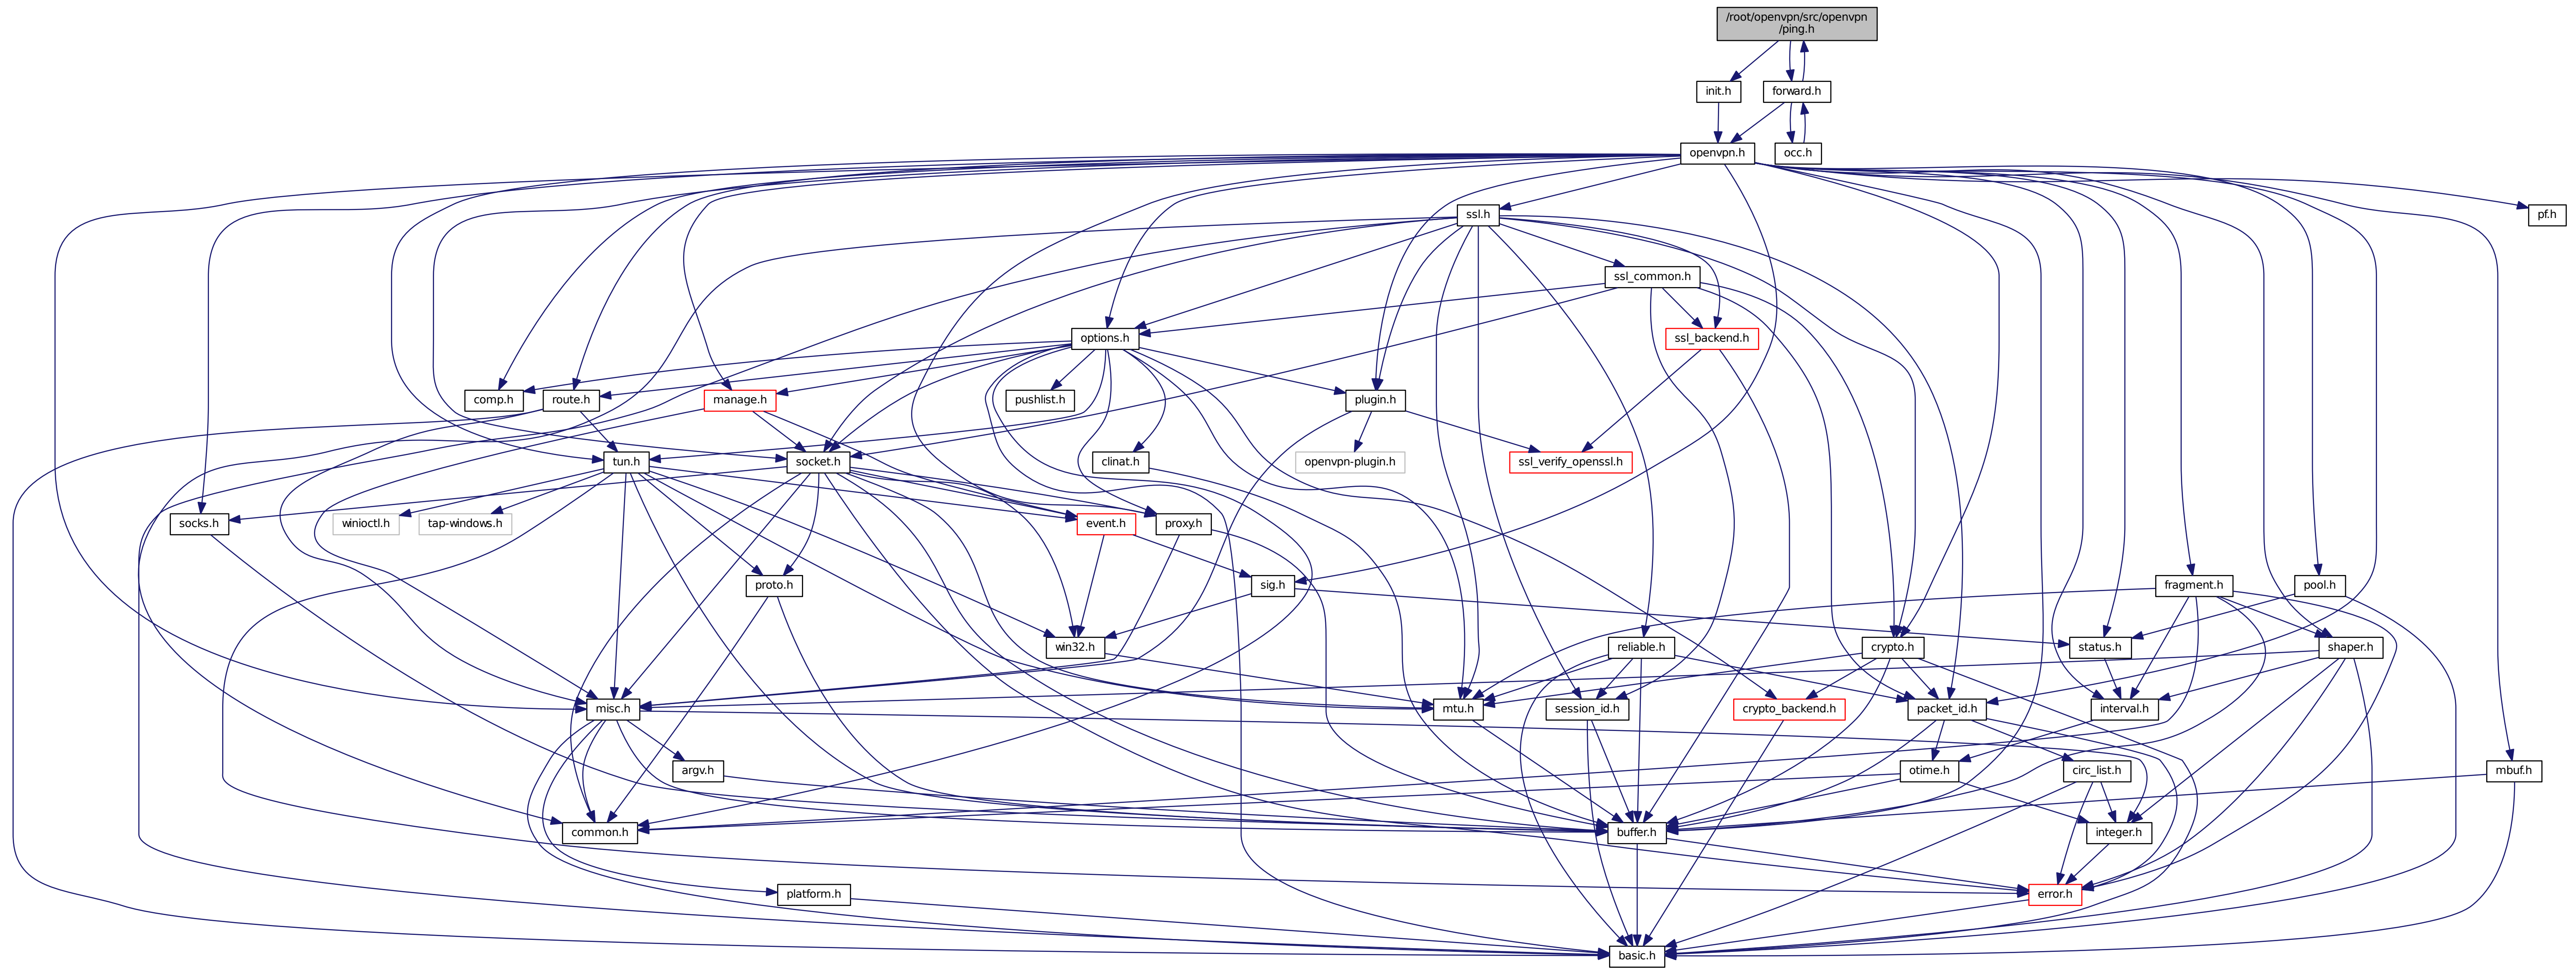 /root/openvpn/src/openvpn
/ping.h
init.h
forward.h
openvpn.h
occ.h
ssl.h
pf.h
ssl_common.h
options.h
ssl_backend.h
comp.h
route.h
manage.h
pushlist.h
plugin.h
tun.h
socket.h
clinat.h
openvpn-plugin.h
ssl_verify_openssl.h
socks.h
winioctl.h
tap-windows.h
event.h
proxy.h
proto.h
sig.h
fragment.h
pool.h
win32.h
reliable.h
crypto.h
status.h
shaper.h
misc.h
mtu.h
session_id.h
crypto_backend.h
packet_id.h
interval.h
argv.h
otime.h
circ_list.h
mbuf.h
common.h
buffer.h
integer.h
platform.h
error.h
basic.h